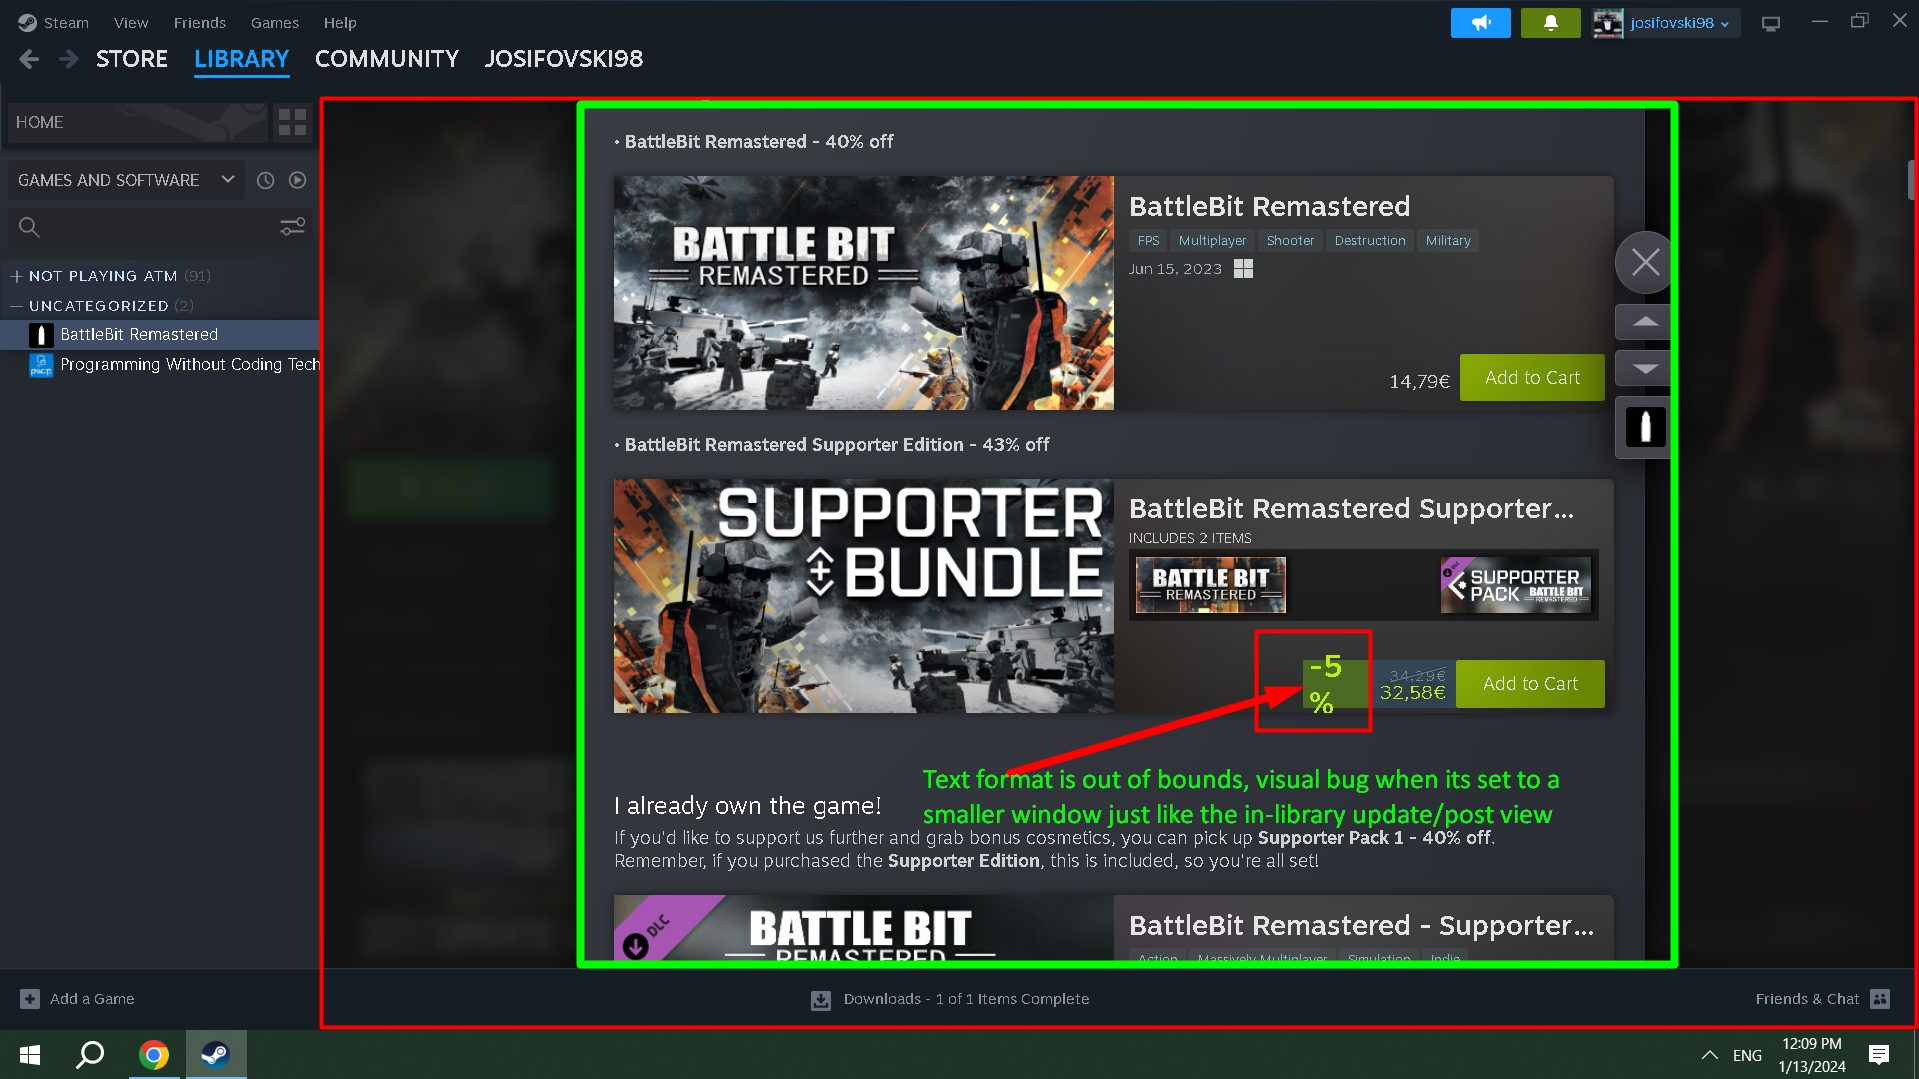 Steam View Friends Games Help
josifovski98
STORE LIBRARY COMMUNITY JOSIFOVSKI98
HOME
GAMES AND SOFTWARE
NOT PLAYING ATM (91)
UNCATEGORIZED (2)
BattleBit Remastered
Programming Without Coding Tech
• BattleBit Remastered - 40% off
BATTLE BIT
REMASTERED
BattleBit Remastered
FPS Multiplayer Shooter Destruction Military
Jun 15, 2023
14,79€ Add to Cart
• BattleBit Remastered Supporter Edition - 43% off
SUPPORTER
BUNDLE
BattleBit Remastered Supporter...
INCLUDES 2 ITEMS
BATTLE BIT
REMASTERED
SUPPORTER
PACK BATTLE BIT
REMASTERED
-5
%
34,29€
32,58€
Add to Cart
Text format is out of bounds, visual bug when its set to a
smaller window just like the in-library update/post view
I already own the game!
If you'd like to support us further and grab bonus cosmetics, you can pick up Supporter Pack 1 - 40% off.
Remember, if you purchased the Supporter Edition, this is included, so you're all set!
DLC
BATTLE BIT
REMASTERED
BattleBit Remastered - Supporter...
Action Massively Multiplayer Simulation Indie
Add a Game
Downloads - 1 of 1 Items Complete
Friends & Chat
ENG
12:09 PM
1/13/2024